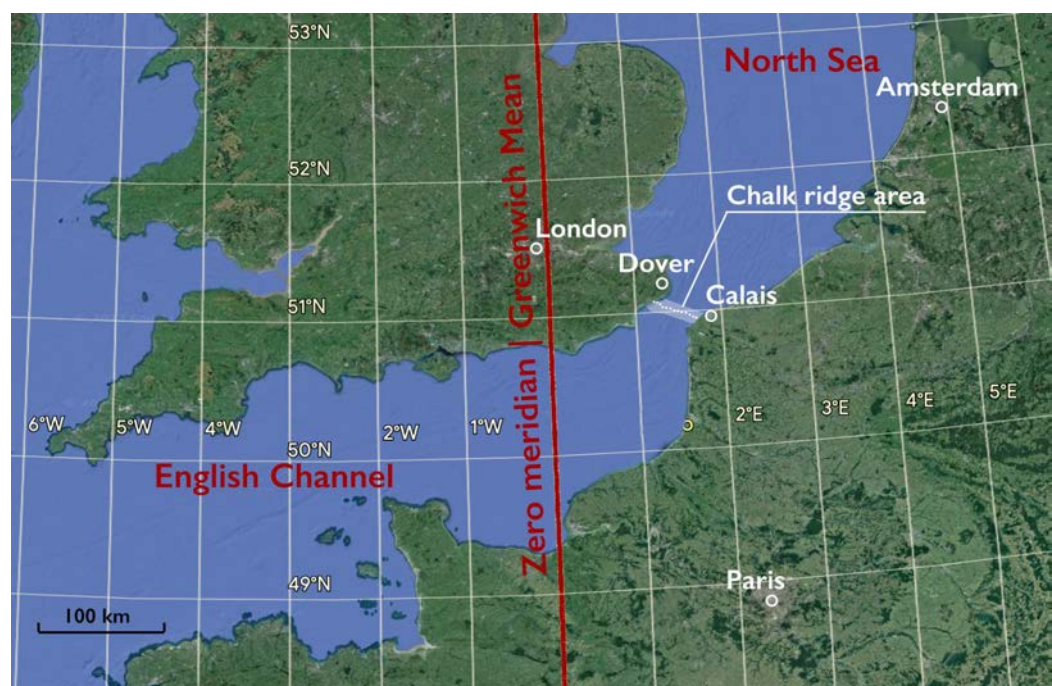 53°N
North Sea
Amsterdam
52°N
Chalk ridge area
London
Dover
Calais
51°N
Zero meridian | Greenwich Mean
6°W
5°W
4°W
2°W
1°W
2°E
3°E
4°E
5°E
50°N
English Channel
49°N
Paris
100 km